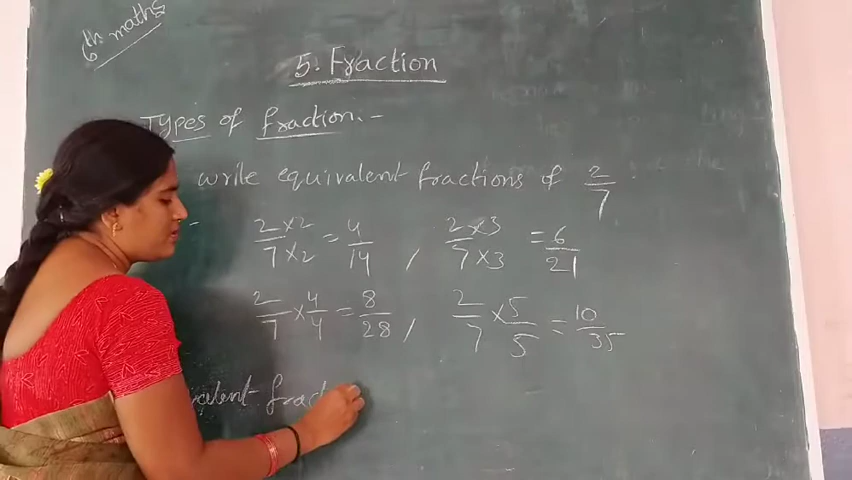 6th maths
5. Fraction
Types of fraction:-
write equivalent fractions of 2/7
2×2/7×2 = 4/14 , 2×3/7×3 = 6/21
2/7 × 4/4 = 8/28 , 2/7 × 5/5 = 10/35